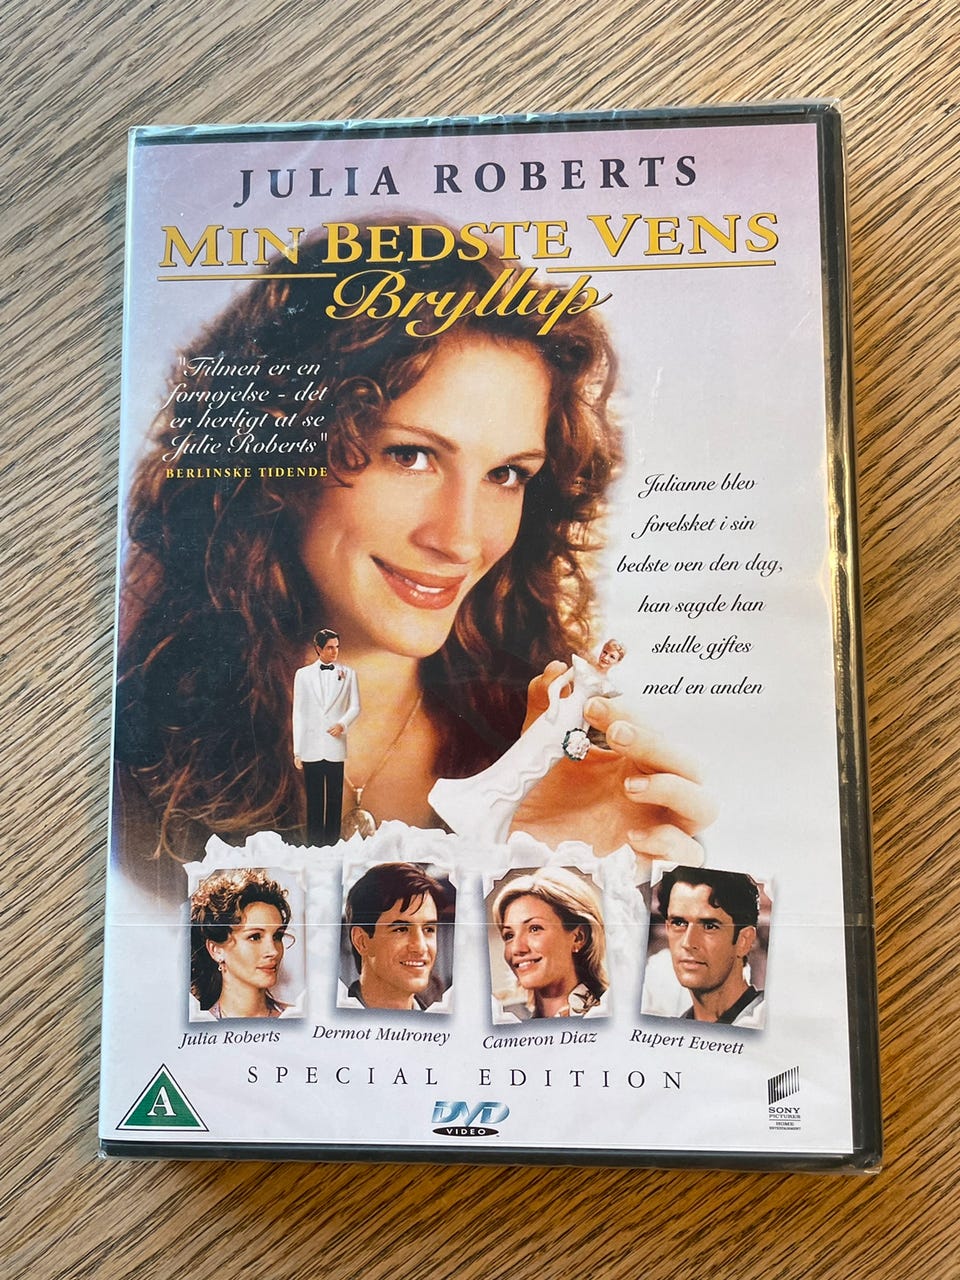 JULIA ROBERTS
MIN BEDSTE VENS
Bryllup
"Filmen er en
fornøjelse - det
er herligt at se
Julie Roberts"
BERLINSKE TIDENDE
Julianne blev
forelsket i sin
bedste ven den dag,
han sagde han
skulle giftes
med en anden
Julia Roberts
Dermot Mulroney
Cameron Diaz
Rupert Everett
SPECIAL EDITION
A
DVD
VIDEO
SONY
PICTURES
HOME
ENTERTAINMENT